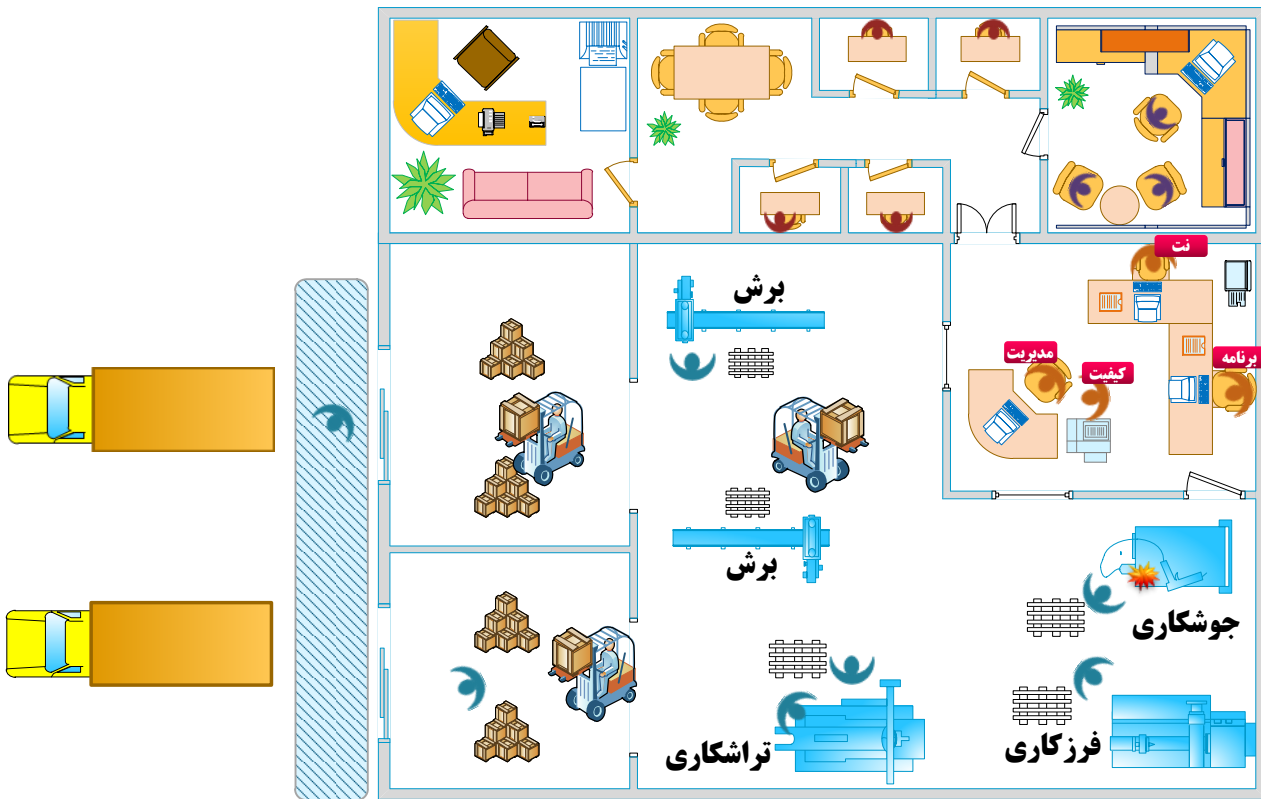 نت
برش
برنامه
مدیریت
کیفیت
برش
جوشکاری
فرزکاری
تراشکاری